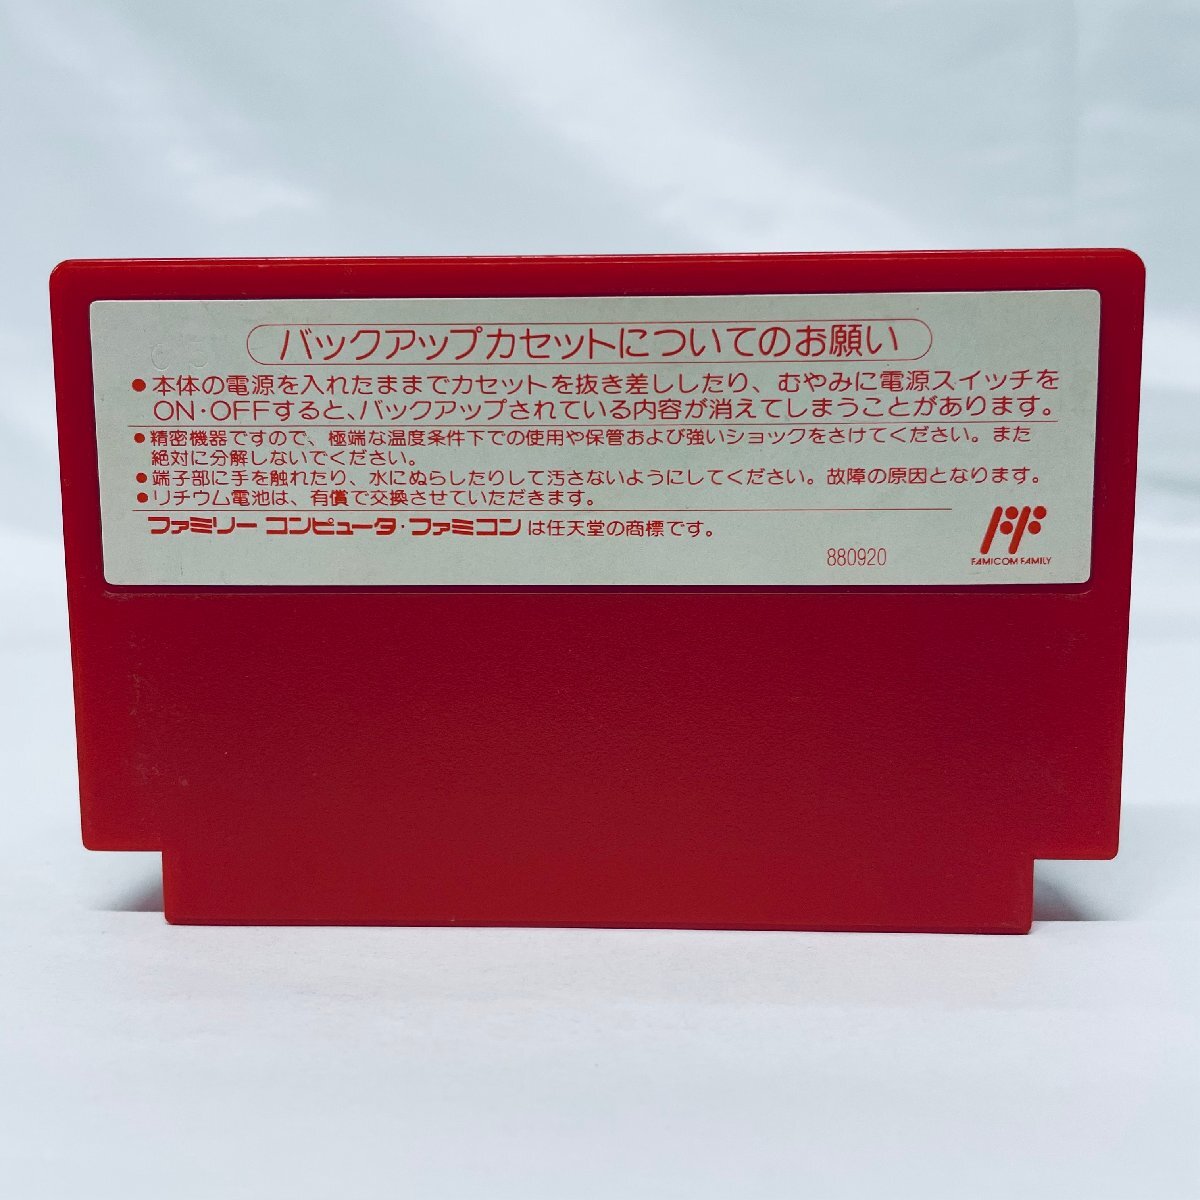 バックアップカセットについてのお願い
●本体の電源を入れたままでカセットを抜き差ししたり、むやみに電源スイッチを
ON・OFFすると、バックアップされている内容が消えてしまうことがあります。
●精密機器ですので、極端な温度条件下での使用や保管および強いショックをさけてください。また
絶対に分解しないでください。
●端子部に手を触れたり、水にぬらしたりして汚さないようにしてください。故障の原因となります。
●リチウム電池は、有償で交換させていただきます。
ファミリーコンピュータ・ファミコンは任天堂の商標です。
880920
FAMICOM FAMILY